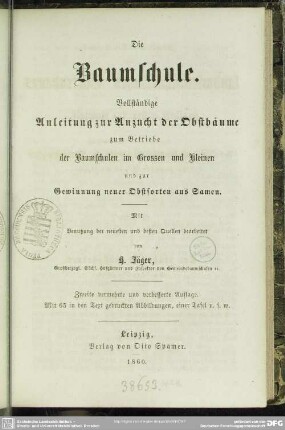 Die
Baumschule.
Vollständige
Anleitung zur Anzucht der Obstbäume
zum Betriebe
der Baumschulen im Grossen und Kleinen
und zur
Gewinnung neuer Obstsorten aus Samen.
Mit
Benutzung der neuesten und besten Quellen bearbeitet
von
H. Jäger,
Zweite vermehrte und verbesserte Auflage.
Mit 65 in den Text gedruckten Abbildungen, einer Tafel u. s. w.
Leipzig,
Verlag von Otto Spamer.
1860.
38653